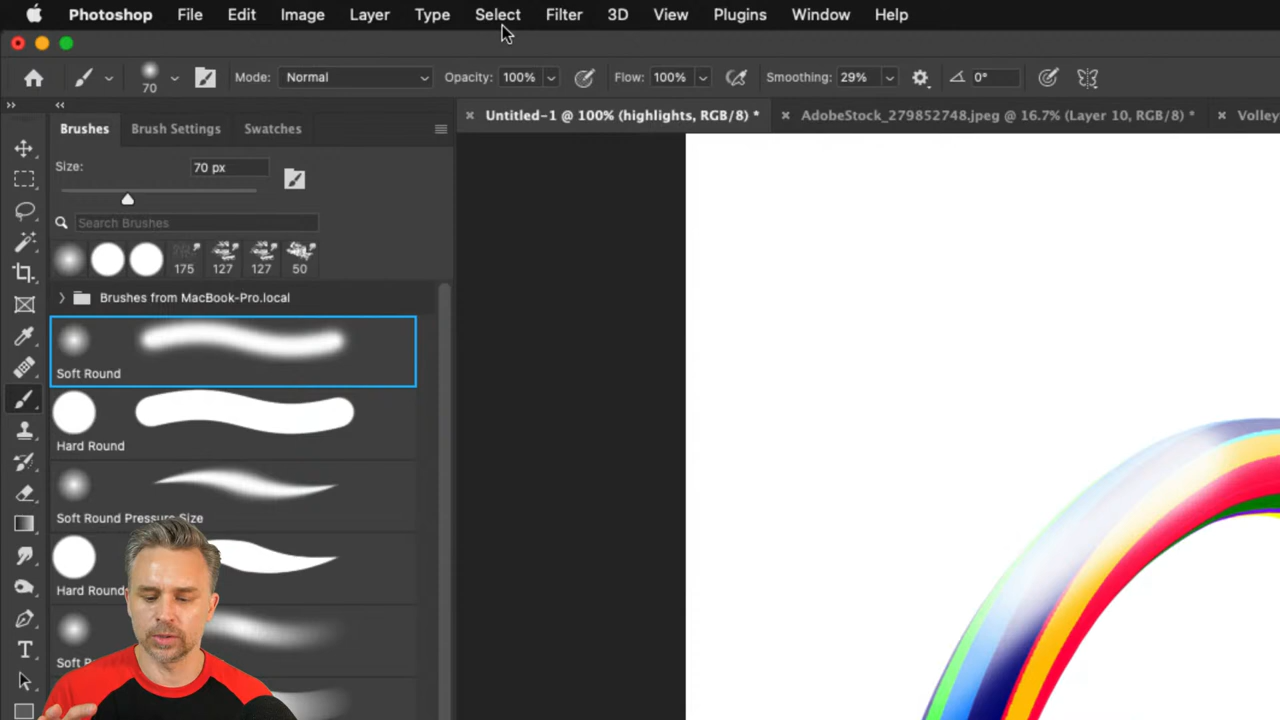 Photoshop File Edit Image Layer Type Select Filter 3D View Plugins Window Help
70 Mode: Normal Opacity: 100% Flow: 100% Smoothing: 29% 0°
Brushes Brush Settings Swatches
Untitled-1 @ 100% (highlights, RGB/8) * AdobeStock_279852748.jpeg @ 16.7% (Layer 10, RGB/8) * Volley
Size: 70 px
Search Brushes
175 127 127 50
Brushes from MacBook-Pro.local
Soft Round
Hard Round
Soft Round Pressure Size
Hard Round
Soft